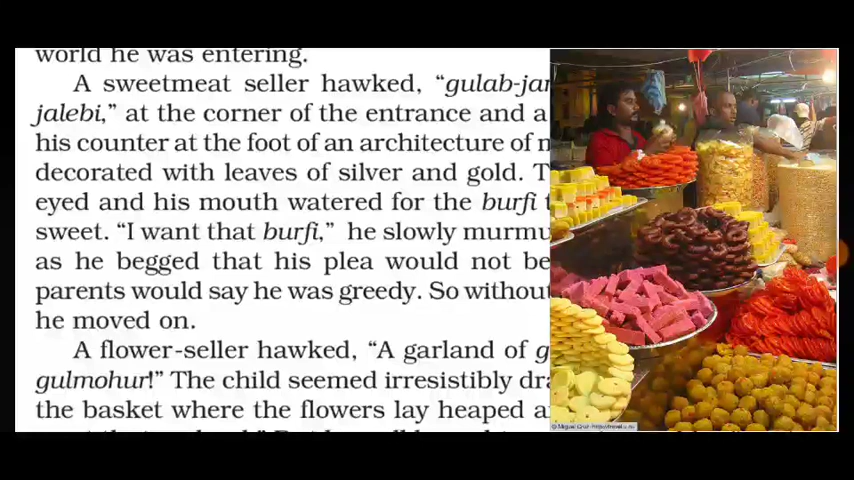 world he was entering.
A sweetmeat seller hawked, “gulab-jar
jalebi,” at the corner of the entrance and a
his counter at the foot of an architecture of
decorated with leaves of silver and gold. T
eyed and his mouth watered for the burfi t
sweet. “I want that burfi,” he slowly murmu
as he begged that his plea would not be
parents would say he was greedy. So without
he moved on.
A flower-seller hawked, “A garland of g
gulmohur!” The child seemed irresistibly dra
the basket where the flowers lay heaped a